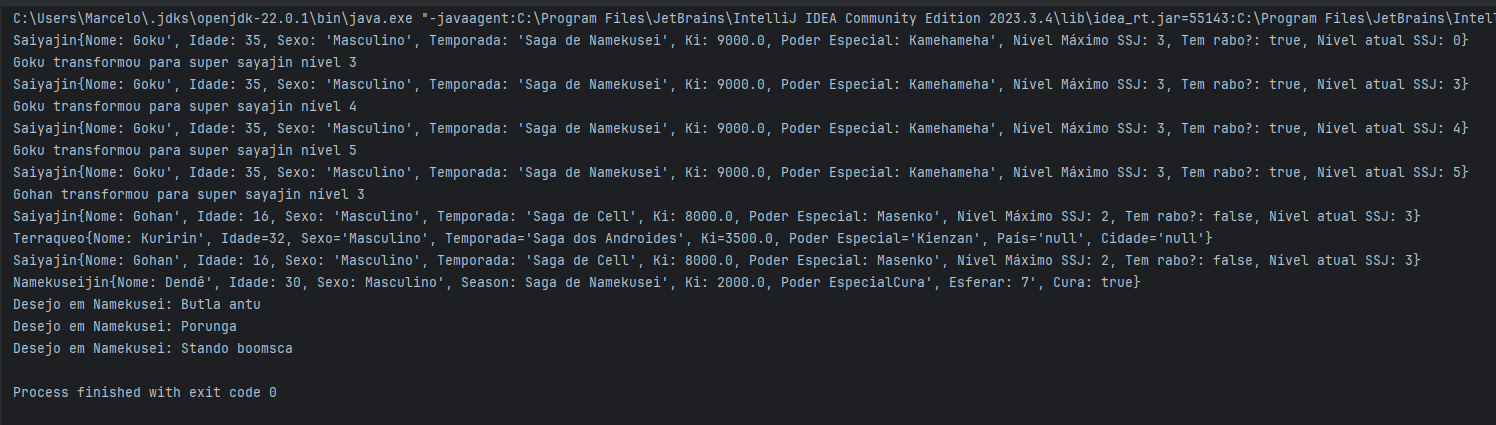 C:\Users\Marcelo\.jdks\openjdk-22.0.1\bin\java.exe "-javaagent:C:\Program Files\JetBrains\IntelliJ IDEA Community Edition 2023.3.4\lib\idea_rt.jar=55143:C:\Program Files\JetBrains\Intel
Saiyajin{Nome: Goku', Idade: 35, Sexo: 'Masculino', Temporada: 'Saga de Namekusei', Ki: 9000.0, Poder Especial: Kamehameha', Nível Máximo SSJ: 3, Tem rabo?: true, Nível atual SSJ: 0}
Goku transformou para super sayajin nível 3
Saiyajin{Nome: Goku', Idade: 35, Sexo: 'Masculino', Temporada: 'Saga de Namekusei', Ki: 9000.0, Poder Especial: Kamehameha', Nível Máximo SSJ: 3, Tem rabo?: true, Nível atual SSJ: 3}
Goku transformou para super sayajin nível 4
Saiyajin{Nome: Goku', Idade: 35, Sexo: 'Masculino', Temporada: 'Saga de Namekusei', Ki: 9000.0, Poder Especial: Kamehameha', Nível Máximo SSJ: 3, Tem rabo?: true, Nível atual SSJ: 4}
Goku transformou para super sayajin nível 5
Saiyajin{Nome: Goku', Idade: 35, Sexo: 'Masculino', Temporada: 'Saga de Namekusei', Ki: 9000.0, Poder Especial: Kamehameha', Nível Máximo SSJ: 3, Tem rabo?: true, Nível atual SSJ: 5}
Gohan transformou para super sayajin nível 3
Saiyajin{Nome: Gohan', Idade: 16, Sexo: 'Masculino', Temporada: 'Saga de Cell', Ki: 8000.0, Poder Especial: Masenko', Nível Máximo SSJ: 2, Tem rabo?: false, Nível atual SSJ: 3}
Terraqueo{Nome: Kuririn', Idade=32, Sexo='Masculino', Temporada='Saga dos Androides', Ki=3500.0, Poder Especial='Kienzan', País='null', Cidade='null'}
Saiyajin{Nome: Gohan', Idade: 16, Sexo: 'Masculino', Temporada: 'Saga de Cell', Ki: 8000.0, Poder Especial: Masenko', Nível Máximo SSJ: 2, Tem rabo?: false, Nível atual SSJ: 3}
Namekuseijin{Nome: Dendê', Idade: 30, Sexo: Masculino', Season: Saga de Namekusei', Ki: 2000.0, Poder EspecialCura', Esferar: 7', Cura: true}
Desejo em Namekusei: Butla antu
Desejo em Namekusei: Porunga
Desejo em Namekusei: Stando boomsca
Process finished with exit code 0